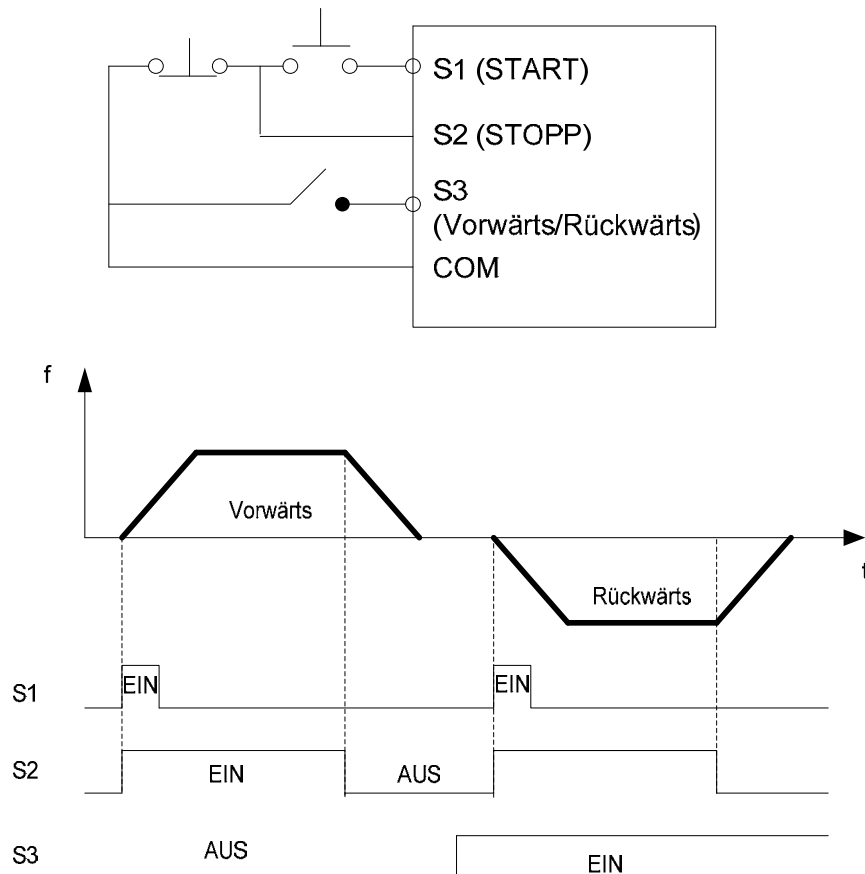 S1 (START)
S2 (STOPP)
S3
(Vorwärts/Rückwärts)
COM
f
Vorwärts
t
Rückwärts
S1
EIN
EIN
S2
EIN
AUS
S3
AUS
EIN